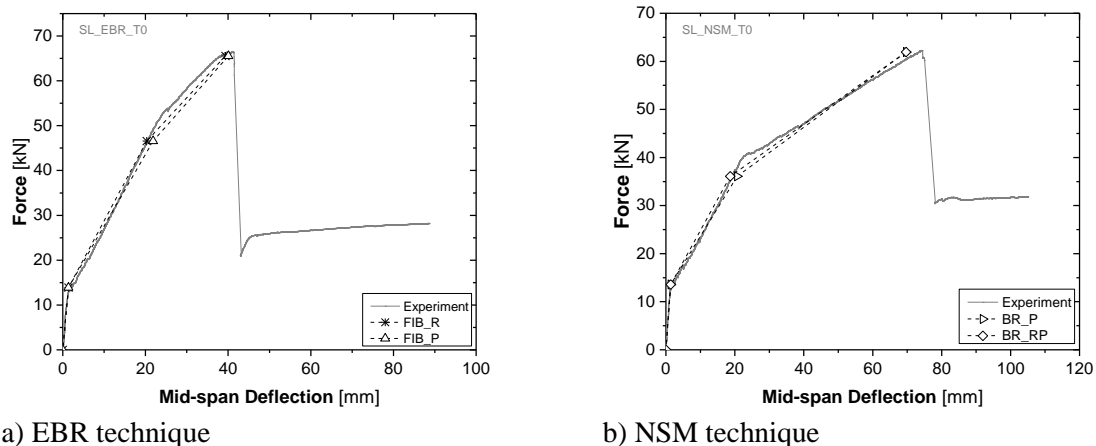 SL_EBR_T0
Force [kN]
70
60
50
40
30
20
10
0
0 20 40 60 80 100
Mid-span Deflection [mm]
Experiment
FIB_R
FIB_P
a) EBR technique
SL_NSM_T0
Force [kN]
70
60
50
40
30
20
10
0
0 20 40 60 80 100 120
Mid-span Deflection [mm]
Experiment
BR_P
BR_RP
b) NSM technique